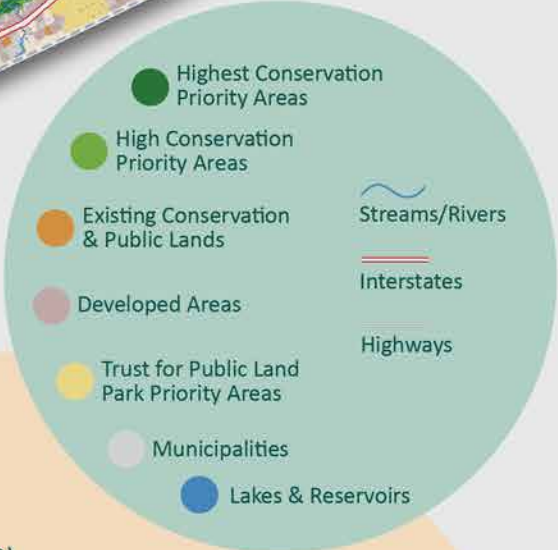 Highest Conservation
Priority Areas
High Conservation
Priority Areas
Existing Conservation
& Public Lands
Developed Areas
Trust for Public Land
Park Priority Areas
Municipalities
Lakes & Reservoirs
Streams/Rivers
Interstates
Highways